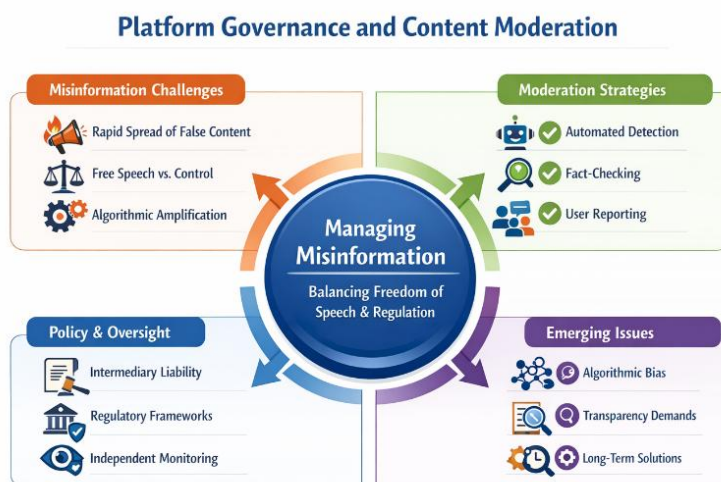 Platform Governance and Content Moderation
Misinformation Challenges
Rapid Spread of False Content
Free Speech vs. Control
Algorithmic Amplification
Moderation Strategies
Automated Detection
Fact-Checking
User Reporting
Managing
Misinformation
Balancing Freedom of
Speech & Regulation
Policy & Oversight
Intermediary Liability
Regulatory Frameworks
Independent Monitoring
Emerging Issues
Algorithmic Bias
Transparency Demands
Long-Term Solutions